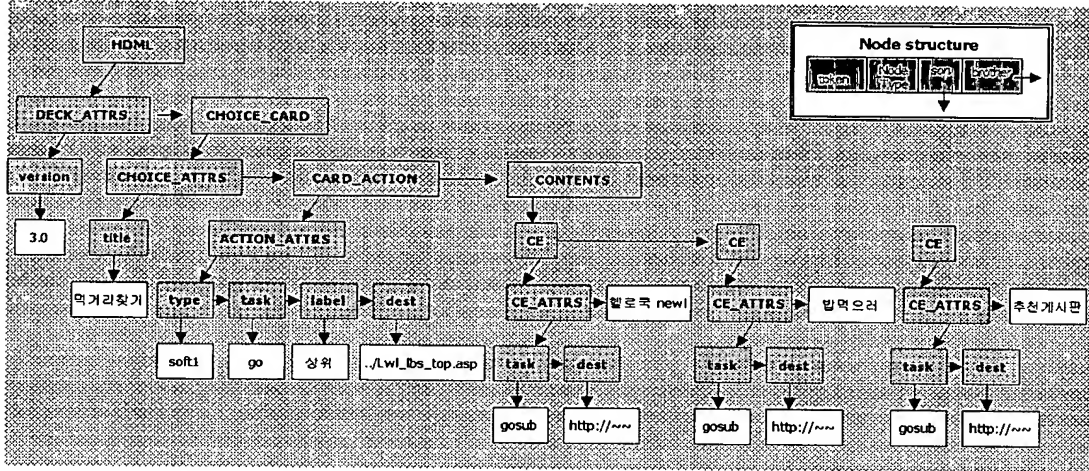 HDML
Node structure
token Node Type son brother
DECK_ATTRS CHOICE_CARD
version CHOICE_ATTRS CARD_ACTION CONTENTS
3.0 title ACTION_ATTRS CE CE CE
먹거리찾기 type task label dest CE_ATTRS 헬로국 new! CE_ATTRS 밥먹으러 CE_ATTRS 추천게시판
soft1 go 상위 ../Lwl_lbs_top.asp task dest task dest task dest
gosub http://~~ gosub http://~~ gosub http://~~